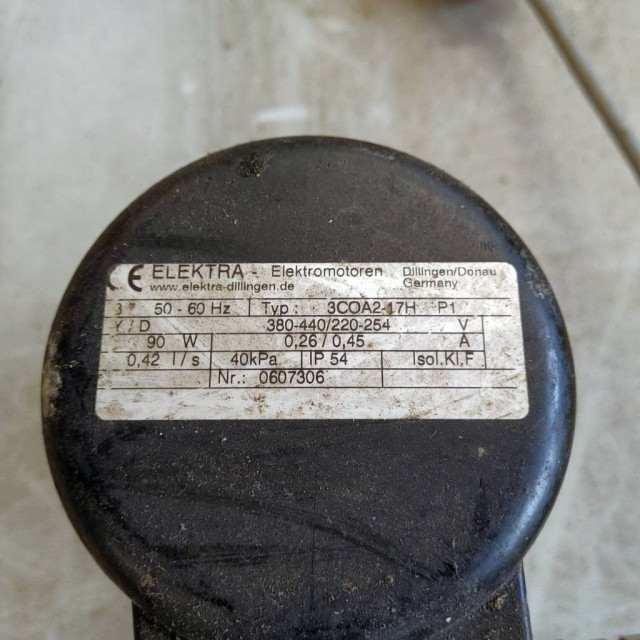 CE ELEKTRA - Elektromotoren Dillingen/Donau
www.elektra-dillingen.de Germany
50 - 60 Hz Typ : 3COA2-17H P1
Y/D 380-440/220-254 V
90 W 0,26 / 0,45 A
0,42 l/s 40kPa IP 54 Isol.Kl.F
Nr.: 0607306